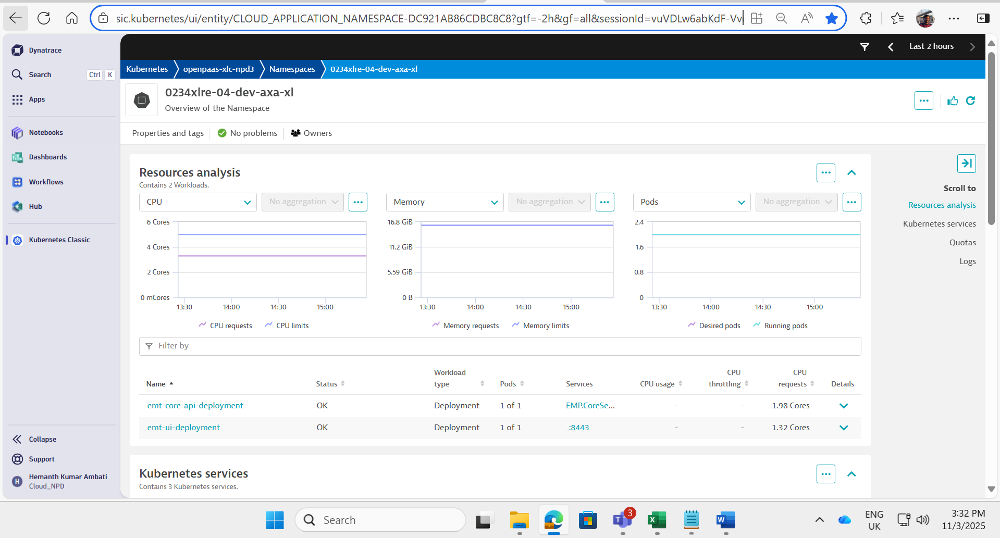 sic.kubernetes/ui/entity/CLOUD_APPLICATION_NAMESPACE-DC921AB86CDBC8C8?gtf=-2h&gf=all&sessionId=vuVDLw6abKdF-Vv
Dynatrace
Search Ctrl K
Apps
Notebooks
Dashboards
Workflows
Hub
Kubernetes Classic
Collapse
Support
H
Hemanth Kumar Ambati
Cloud_NPD
Last 2 hours
Kubernetes openpaas-xlc-npd3 Namespaces 0234xlre-04-dev-axa-xl
0234xlre-04-dev-axa-xl
Overview of the Namespace
Properties and tags No problems Owners
Resources analysis
Contains 2 Workloads.
CPU No aggregation
6 Cores
4 Cores
2 Cores
0 mCores
13:30 14:00 14:30 15:00
CPU requests CPU limits
Memory No aggregation
16.8 GiB
11.2 GiB
5.59 GiB
0 B
13:30 14:00 14:30 15:00
Memory requests Memory limits
Pods No aggregation
2.4
1.6
0.8
0
13:30 14:00 14:30 15:00
Desired pods Running pods
Filter by
Name Status Workload type Pods Services CPU usage CPU throttling CPU requests Details
emt-core-api-deployment OK Deployment 1 of 1 EMP.CoreSe... - - 1.98 Cores
emt-ui-deployment OK Deployment 1 of 1 _:8443 - - 1.32 Cores
Kubernetes services
Contains 3 Kubernetes services.
Scroll to
Resources analysis
Kubernetes services
Quotas
Logs
Search
3
ENG
UK
3:32 PM
11/3/2025